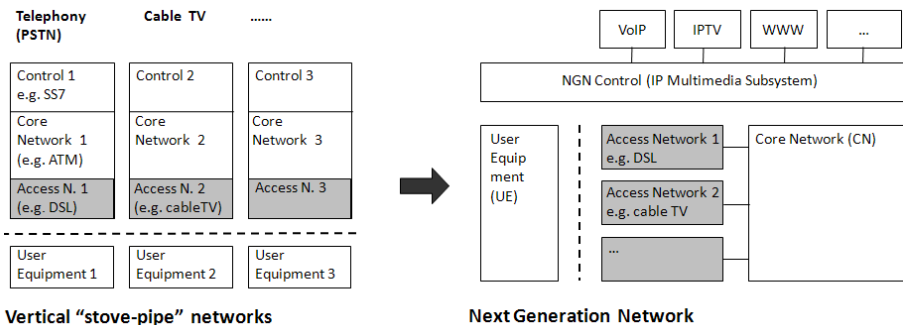 Telephony
(PSTN)
Cable TV
......
Control 1
e.g. SS7
Control 2
Control 3
Core
Network 1
(e.g. ATM)
Core
Network 2
Core
Network 3
Access N. 1
(e.g. DSL)
Access N. 2
(e.g. cableTV)
Access N. 3
User
Equipment 1
User
Equipment 2
User
Equipment 3
Vertical “stove-pipe” networks
VoIP
IPTV
WWW
...
NGN Control (IP Multimedia Subsystem)
User
Equip
ment
(UE)
Access Network 1
e.g. DSL
Access Network 2
e.g. cable TV
...
Core Network (CN)
Next Generation Network